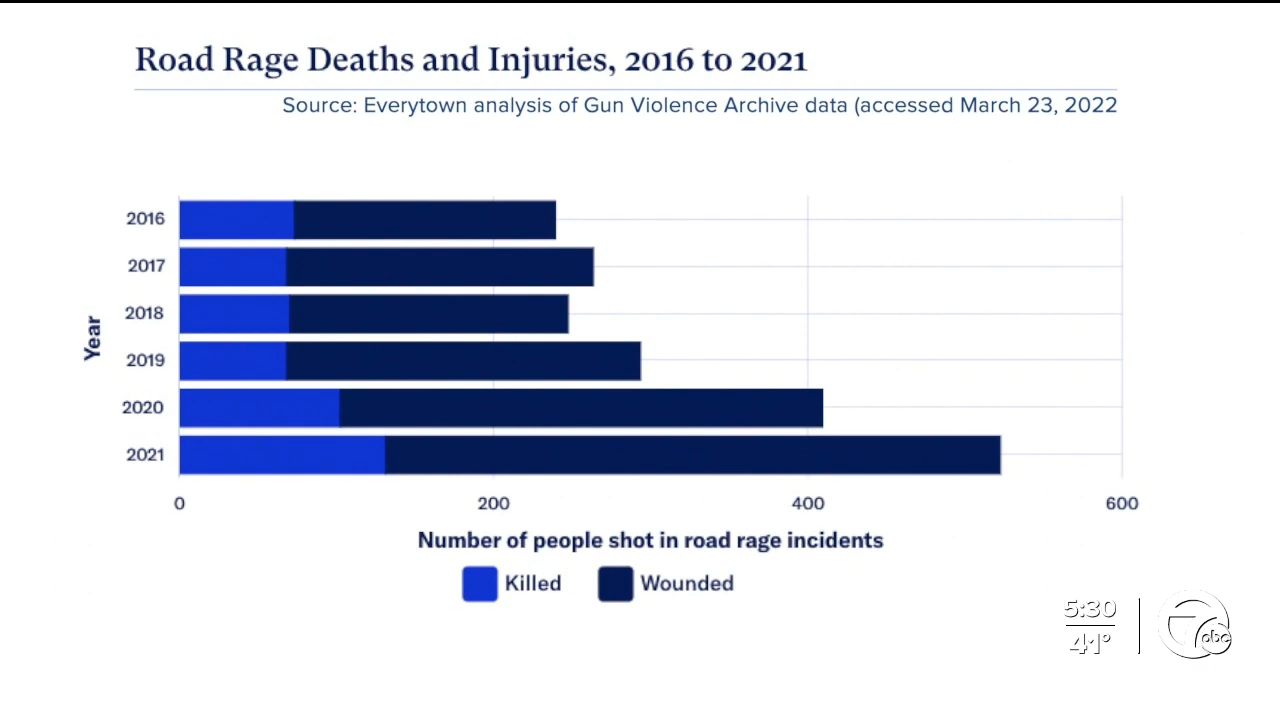 Road Rage Deaths and Injuries, 2016 to 2021
Source: Everytown analysis of Gun Violence Archive data (accessed March 23, 2022
2016
2017
2018
2019
2020
2021
Year
0 200 400 600
Number of people shot in road rage incidents
Killed Wounded
5:30
41°
7 abc